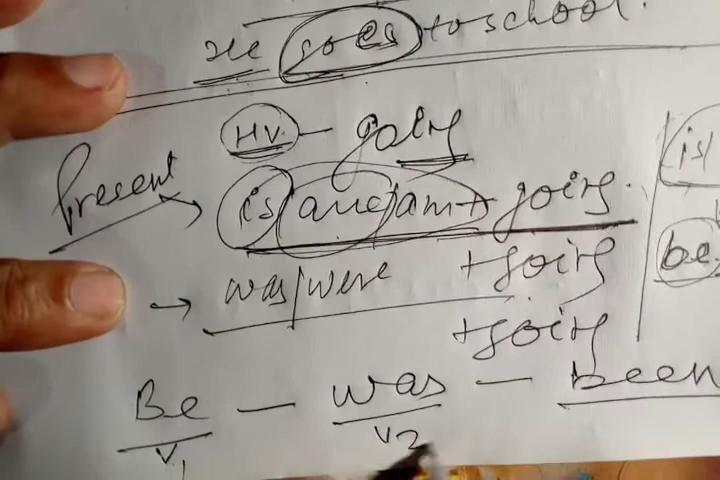 He goes to school.
HV - going
Present → is/are/am + going.
is/
→ was/were + going
be
+ going
Be - was - been
V1 V2